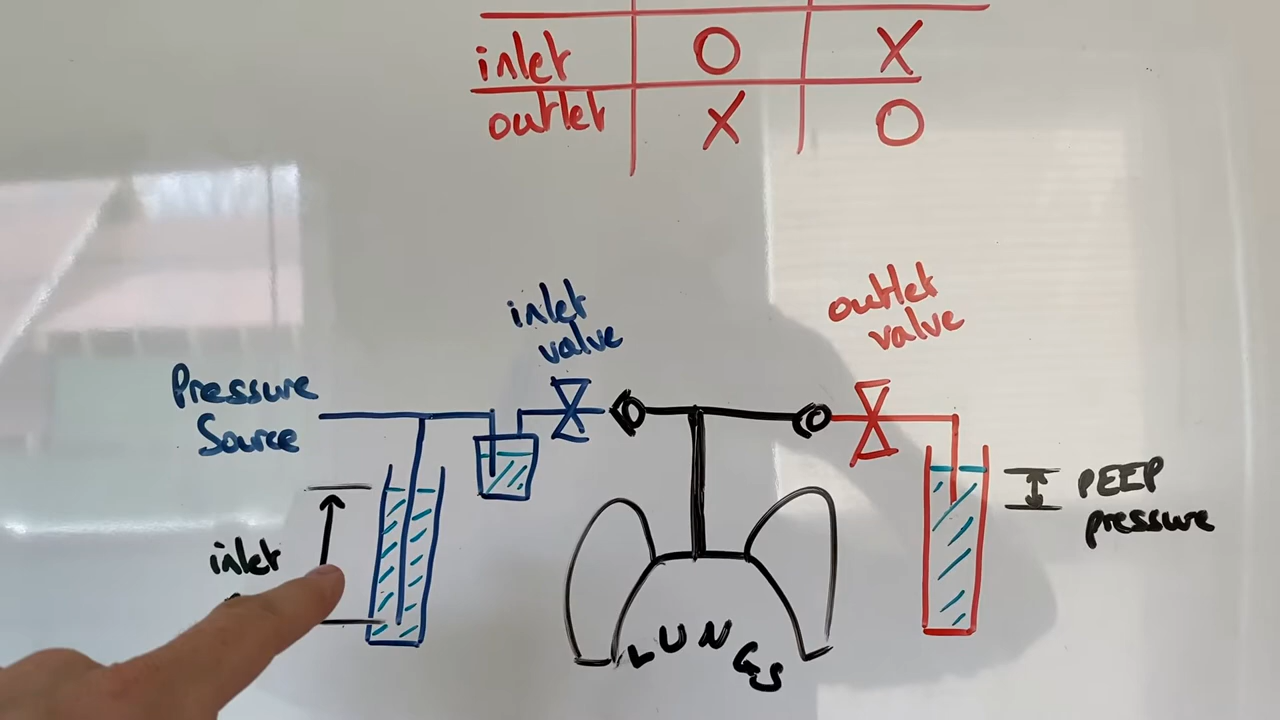 inlet O X
outlet X O
inlet
valve
outlet
valve
Pressure
Source
PEEP
pressure
inlet
LUNGS